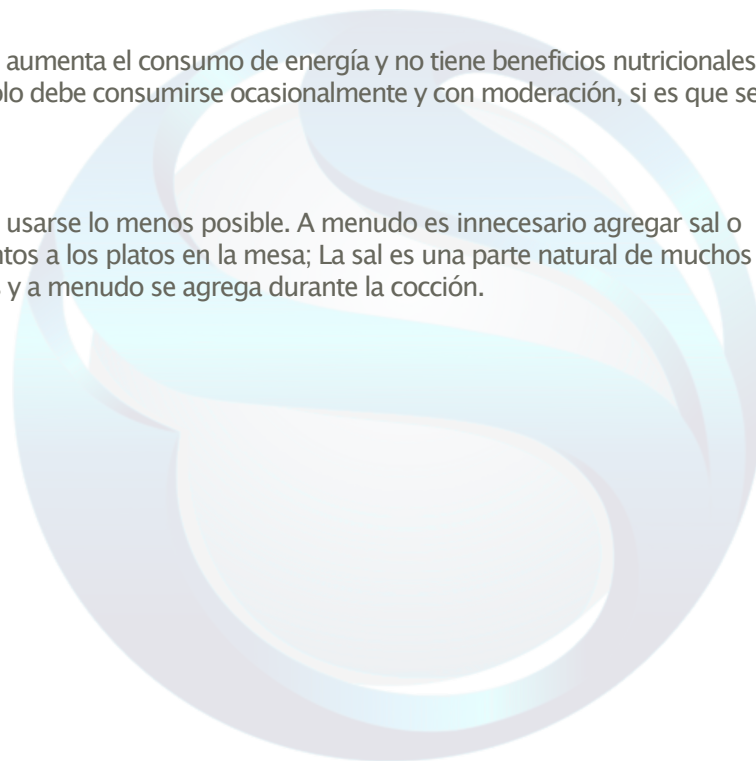 aumenta el consumo de energía y no tiene beneficios nutricionales
debe consumirse ocasionalmente y con moderación, si es que se
usarse lo menos posible. A menudo es innecesario agregar sal o
a los platos en la mesa; La sal es una parte natural de muchos
y a menudo se agrega durante la cocción.